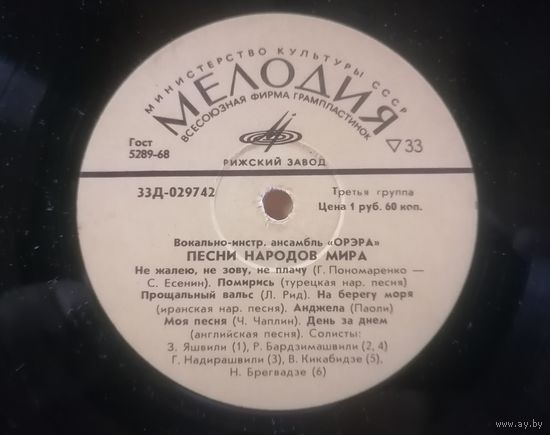 МИНИСТЕРСТВО КУЛЬТУРЫ СССР
МЕЛОДИЯ
ВСЕСОЮЗНАЯ ФИРМА ГРАМПЛАСТИНОК
Гост
5289-68
РИЖСКИЙ ЗАВОД
▽33
33Д-029742
Третья группа
Цена 1 руб. 60 коп.
Вокально-инстр. ансамбль «ОРЭРА»
ПЕСНИ НАРОДОВ МИРА
Не жалею, не зову, не плачу (Г. Пономаренко —
С. Есенин). Помирись (турецкая нар. песня)
Прощальный вальс (Л. Рид). На берегу моря
(иранская нар. песня). Анджела (Паоли)
Моя песня (Ч. Чаплин). День за днем
(английская песня). Солисты:
З. Яшвили (1), Р. Бардзимашвили (2, 4)
Г. Надирашвили (3), В. Кикабидзе (5),
Н. Брегвадзе (6)
www.ay.by